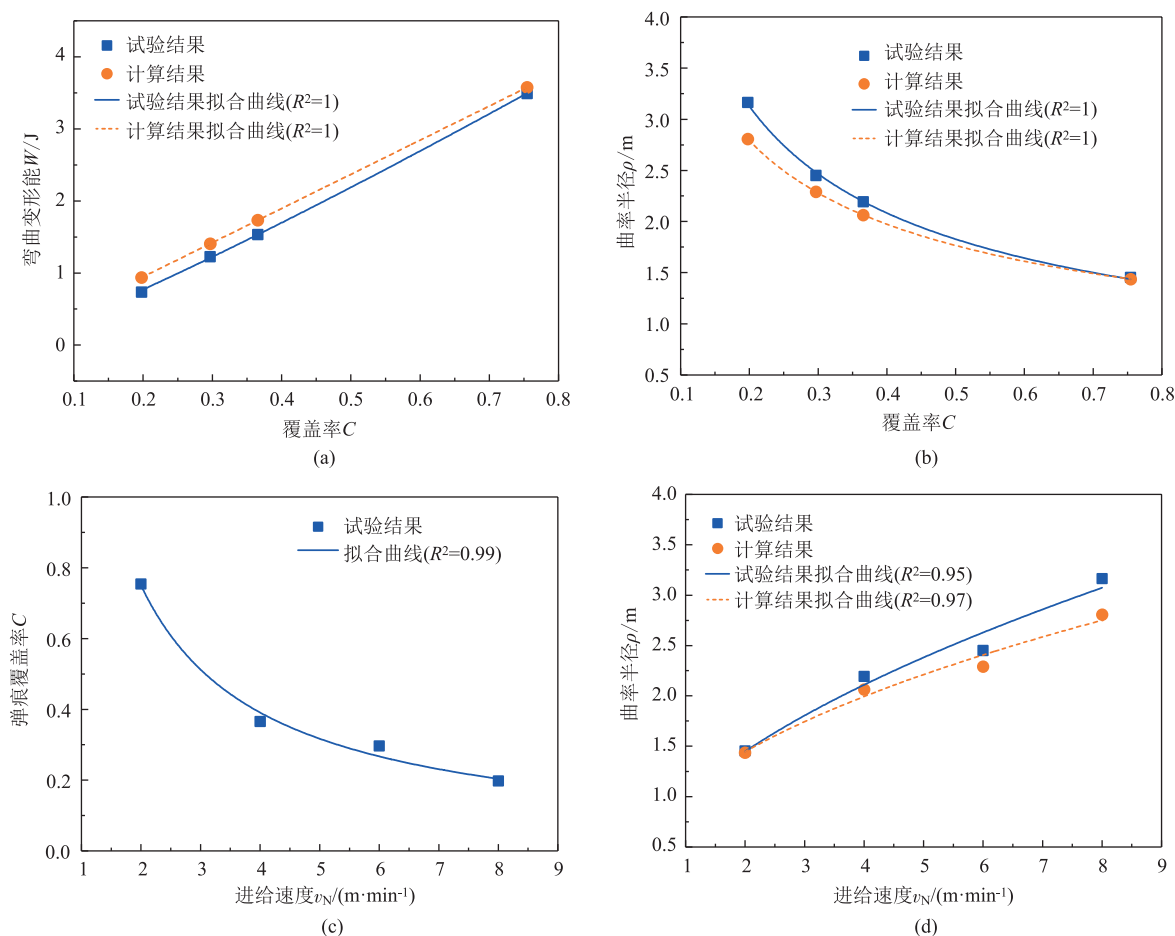 试验结果
计算结果
试验结果拟合曲线(R²=1)
计算结果拟合曲线(R²=1)
弯曲变形能W/J
4
3
2
1
0
0.1 0.2 0.3 0.4 0.5 0.6 0.7 0.8
覆盖率C
(a)
试验结果
计算结果
试验结果拟合曲线(R²=1)
计算结果拟合曲线(R²=1)
曲率半径ρ/m
4.0
3.5
3.0
2.5
2.0
1.5
1.0
0.5
0.1 0.2 0.3 0.4 0.5 0.6 0.7 0.8
覆盖率C
(b)
试验结果
拟合曲线(R²=0.99)
弹痕覆盖率C
1.0
0.8
0.6
0.4
0.2
0.0
1 2 3 4 5 6 7 8 9
进给速度vN/(m·min⁻¹)
(c)
试验结果
计算结果
试验结果拟合曲线(R²=0.95)
计算结果拟合曲线(R²=0.97)
曲率半径ρ/m
4.0
3.5
3.0
2.5
2.0
1.5
1.0
0.5
1 2 3 4 5 6 7 8 9
进给速度vN/(m·min⁻¹)
(d)